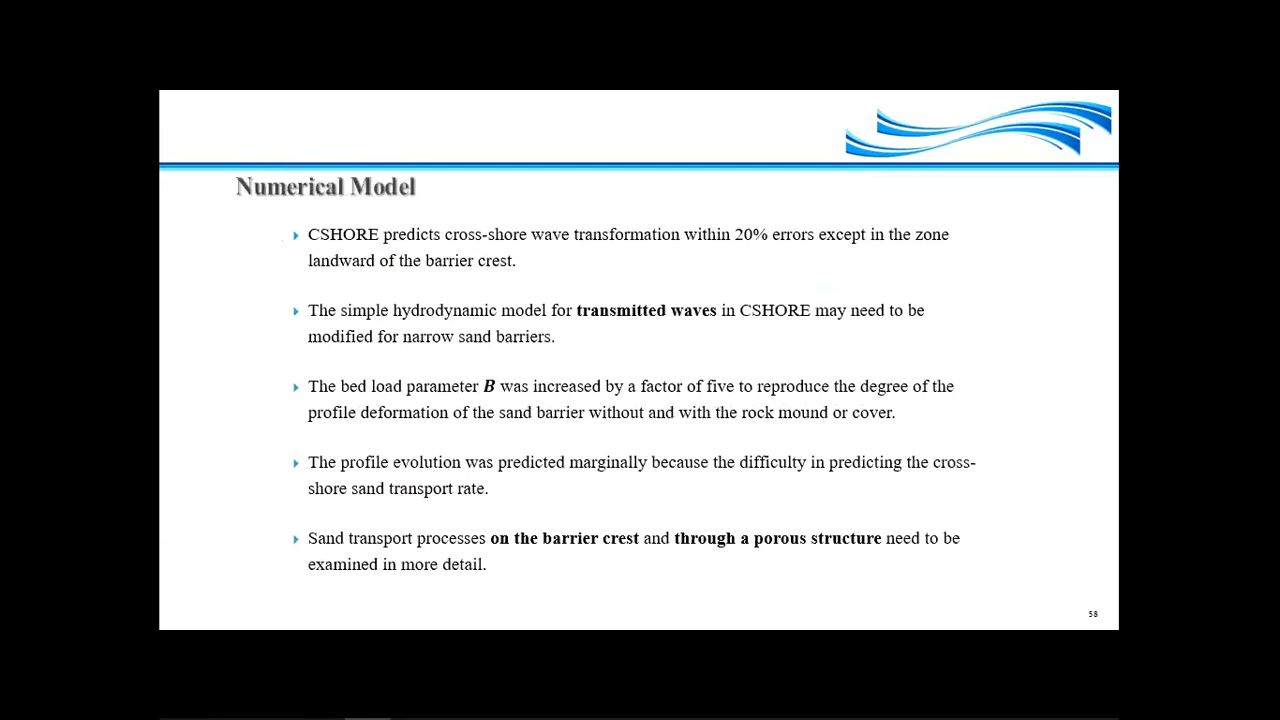 Numerical Model
CSHORE predicts cross-shore wave transformation within 20% errors except in the zone
landward of the barrier crest.
The simple hydrodynamic model for transmitted waves in CSHORE may need to be
modified for narrow sand barriers.
The bed load parameter B was increased by a factor of five to reproduce the degree of the
profile deformation of the sand barrier without and with the rock mound or cover.
The profile evolution was predicted marginally because the difficulty in predicting the cross-
shore sand transport rate.
Sand transport processes on the barrier crest and through a porous structure need to be
examined in more detail.
58